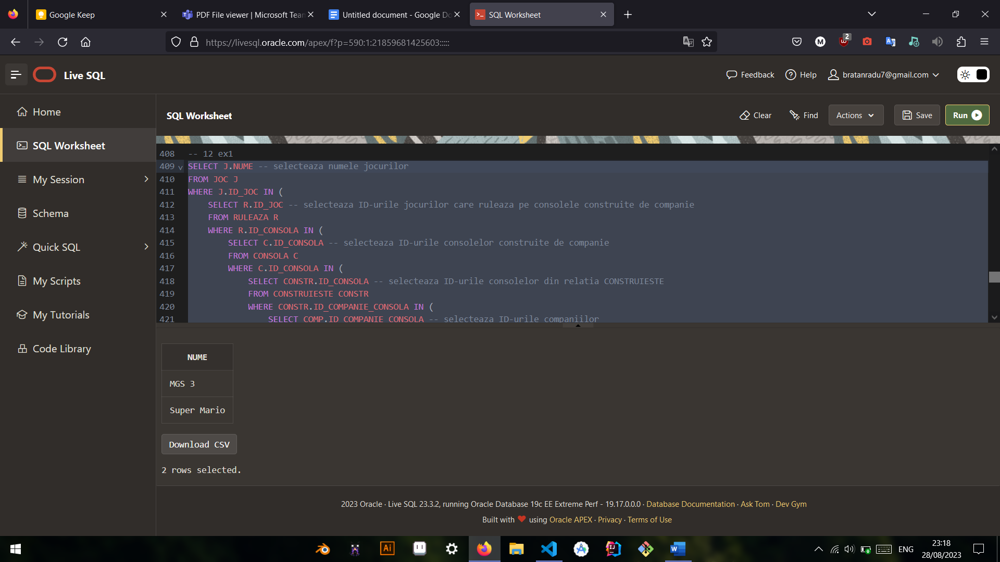 Google Keep
PDF File viewer | Microsoft Tean
Untitled document - Google Do
SQL Worksheet
https://livesql.oracle.com/apex/f?p=590:1:21859681425603:::::
2
Live SQL
Feedback
Help
bratanradu7@gmail.com
Home
SQL Worksheet
My Session
Schema
Quick SQL
My Scripts
My Tutorials
Code Library
SQL Worksheet
Clear
Find
Actions
Save
Run
408 -- 12 ex1
409 SELECT J.NUME -- selecteaza numele jocurilor
410 FROM JOC J
411 WHERE J.ID_JOC IN (
412 SELECT R.ID_JOC -- selecteaza ID-urile jocurilor care ruleaza pe consolele construite de companie
413 FROM RULEAZA R
414 WHERE R.ID_CONSOLA IN (
415 SELECT C.ID_CONSOLA -- selecteaza ID-urile consolelor construite de companie
416 FROM CONSOLA C
417 WHERE C.ID_CONSOLA IN (
418 SELECT CONSTR.ID_CONSOLA -- selecteaza ID-urile consolelor din relatia CONSTRUIESTE
419 FROM CONSTRUIESTE CONSTR
420 WHERE CONSTR.ID_COMPANIE_CONSOLA IN (
421 SELECT COMP.ID_COMPANIE_CONSOLA -- selecteaza ID-urile companiilor
NUME
MGS 3
Super Mario
Download CSV
2 rows selected.
2023 Oracle · Live SQL 23.3.2, running Oracle Database 19c EE Extreme Perf - 19.17.0.0.0 · Database Documentation · Ask Tom · Dev Gym
Built with ❤ using Oracle APEX · Privacy · Terms of Use
Ai
IJ
W
ENG
23:18
28/08/2023